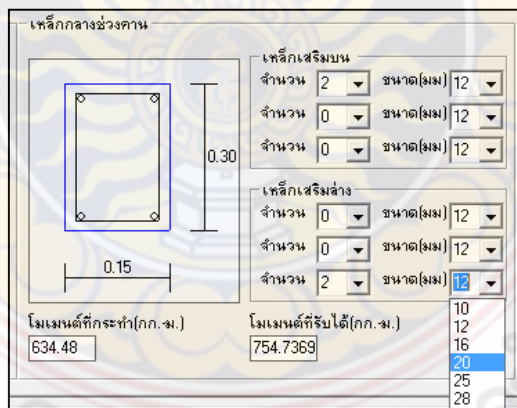 เหล็กกลางช่วงคาน
เหล็กเสริมบน
จำนวน 2 ขนาด(มม) 12
จำนวน 0 ขนาด(มม) 12
จำนวน 0 ขนาด(มม) 12
0.30
0.15
เหล็กเสริมล่าง
จำนวน 0 ขนาด(มม) 12
จำนวน 0 ขนาด(มม) 12
จำนวน 2 ขนาด(มม) 12
10
12
16
20
25
28
โมเมนต์ที่กระทำ(กก.-ม.) โมเมนต์ที่รับได้(กก.-ม.)
634.48 754.7369